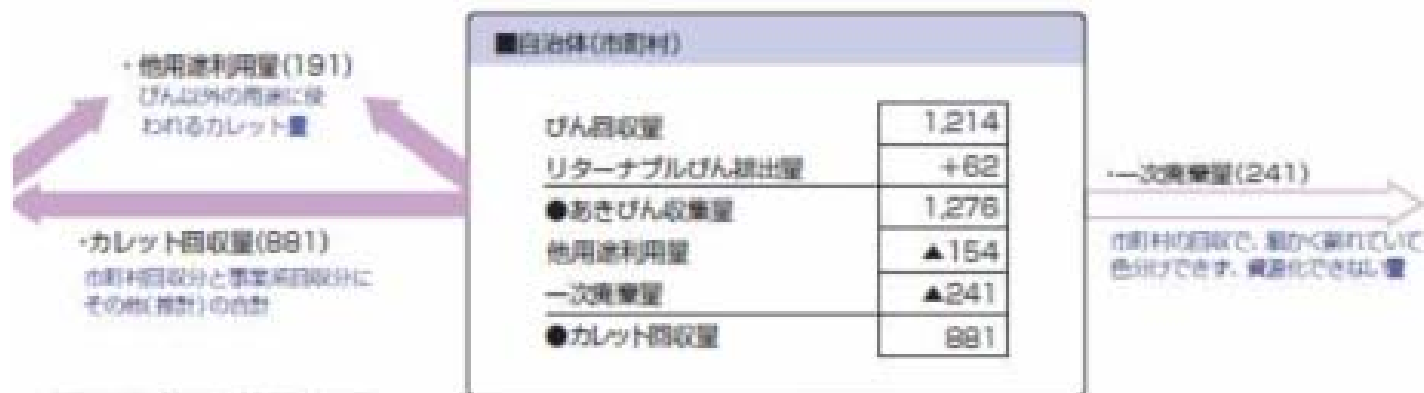 ・他用途利用量(191)
びん以外の用途に使
われるカレット量
・カレット回収量(881)
市町村回収分と事業系回収分に
その他(推計)の合計
■自治体(市町村)
びん回収量 1,214
リターナブルびん排出量 +62
●あきびん収集量 1,276
他用途利用量 ▲154
一次廃棄量 ▲241
●カレット回収量 881
・一次廃棄量(241)
市町村の回収で、細かく割れていて
色分けできず、資源化できない量